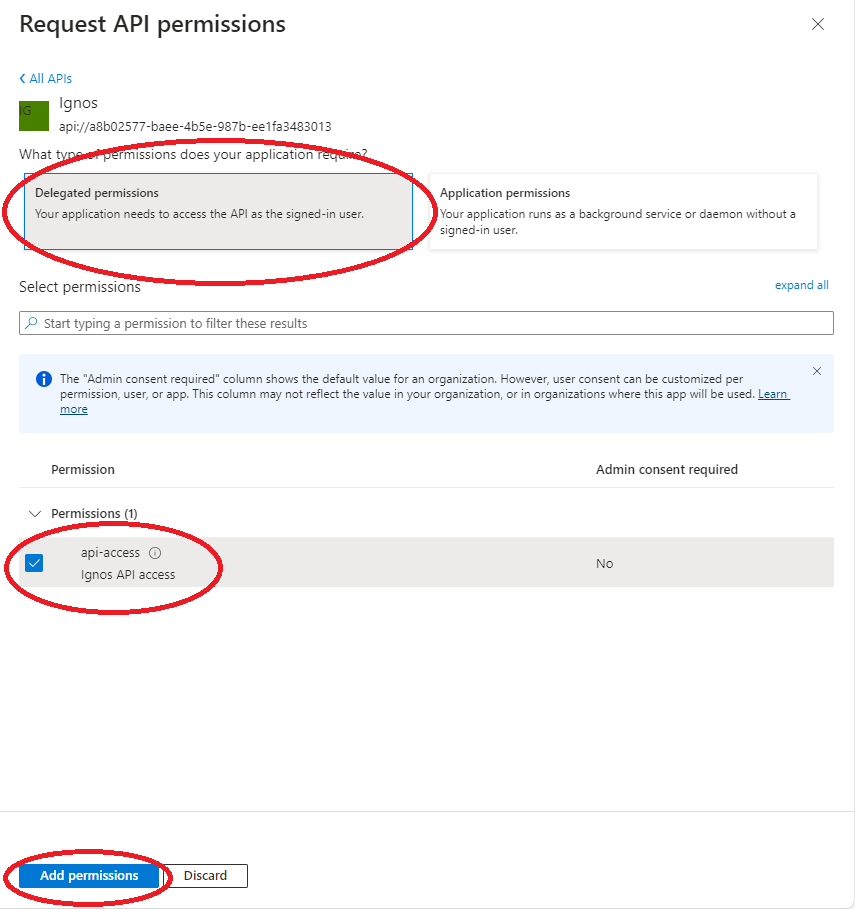 Request API permissions
All APIs
IG
Ignos
api://a8b02577-baee-4b5e-987b-ee1fa3483013
What type of permissions does your application require?
Delegated permissions
Your application needs to access the API as the signed-in user.
Application permissions
Your application runs as a background service or daemon without a
signed-in user.
Select permissions
expand all
Start typing a permission to filter these results
The "Admin consent required" column shows the default value for an organization. However, user consent can be customized per
permission, user, or app. This column may not reflect the value in your organization, or in organizations where this app will be used. Learn
more
Permission
Admin consent required
Permissions (1)
api-access
Ignos API access
No
Add permissions
Discard